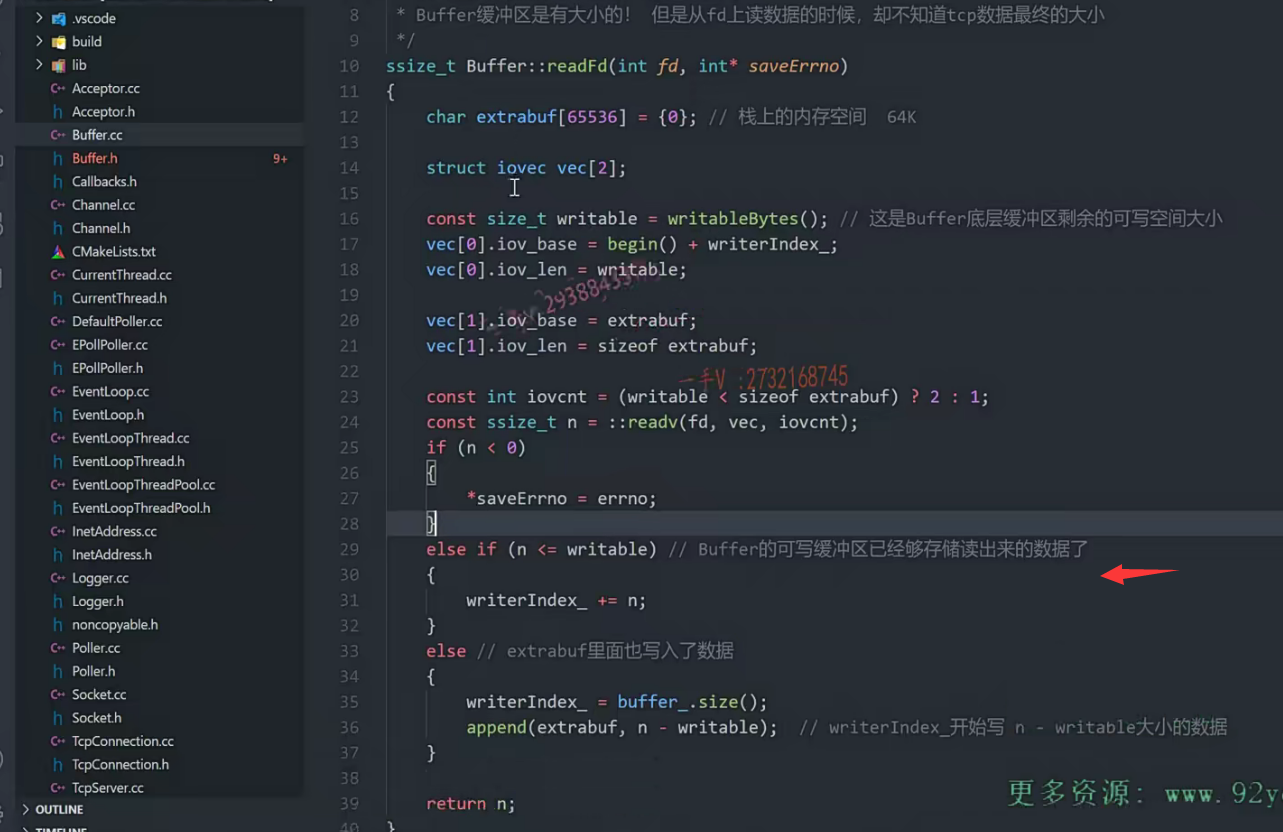 .vscode
build
lib
Acceptor.cc
Acceptor.h
Buffer.cc
Buffer.h 9+
Callbacks.h
Channel.cc
Channel.h
CMakeLists.txt
CurrentThread.cc
CurrentThread.h
DefaultPoller.cc
EPollPoller.cc
EPollPoller.h
EventLoop.cc
EventLoop.h
EventLoopThread.cc
EventLoopThread.h
EventLoopThreadPool.cc
EventLoopThreadPool.h
InetAddress.cc
InetAddress.h
Logger.cc
Logger.h
noncopyable.h
Poller.cc
Poller.h
Socket.cc
Socket.h
TcpConnection.cc
TcpConnection.h
TcpServer.cc
OUTLINE
TIMELINE
8 * Buffer缓冲区是有大小的！ 但是从fd上读数据的时候，却不知道tcp数据最终的大小
9 */
10 ssize_t Buffer::readFd(int fd, int* saveErrno)
11 {
12 char extrabuf[65536] = {0}; // 栈上的内存空间 64K
13
14 struct iovec vec[2];
15
16 const size_t writable = writableBytes(); // 这是Buffer底层缓冲区剩余的可写空间大小
17 vec[0].iov_base = begin() + writerIndex_;
18 vec[0].iov_len = writable;
19
20 vec[1].iov_base = extrabuf;
21 vec[1].iov_len = sizeof extrabuf;
22
一手V :2732168745
23 const int iovcnt = (writable < sizeof extrabuf) ? 2 : 1;
24 const ssize_t n = ::readv(fd, vec, iovcnt);
25 if (n < 0)
26 {
27 *saveErrno = errno;
28 }
29 else if (n <= writable) // Buffer的可写缓冲区已经够存储读出来的数据了
30 {
31 writerIndex_ += n;
32 }
33 else // extrabuf里面也写入了数据
34 {
35 writerIndex_ = buffer_.size();
36 append(extrabuf, n - writable); // writerIndex_开始写 n - writable大小的数据
37 }
38
39 return n;
更多资源: www.92y
40 }